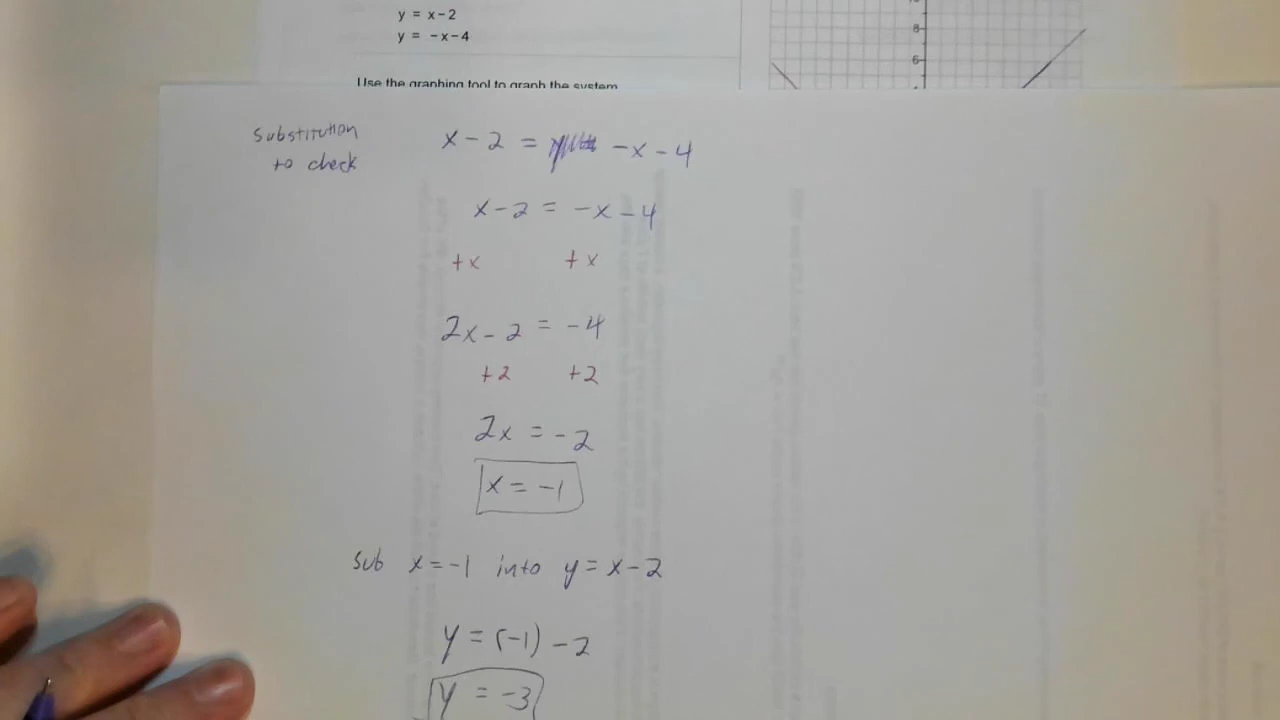 y = x-2
y = -x-4
8
6
Use the graphing tool to graph the system
Substitution
to check
x - 2 = -x - 4
x - 2 = -x - 4
+x +x
2x - 2 = -4
+2 +2
2x = -2
x = -1
Sub x = -1 into y = x - 2
y = (-1) - 2
y = -3